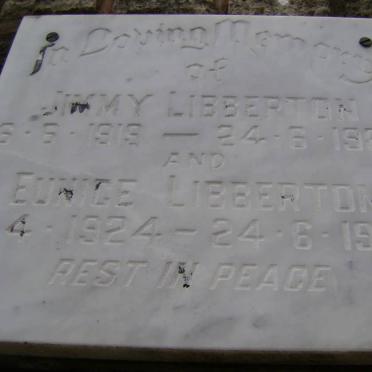 In Loving Memory
of
JIMMY LIBBERTON
6·6·1919 — 24·6·19
AND
EUNICE LIBBERTON
4·1924 — 24·6·19
REST IN PEACE